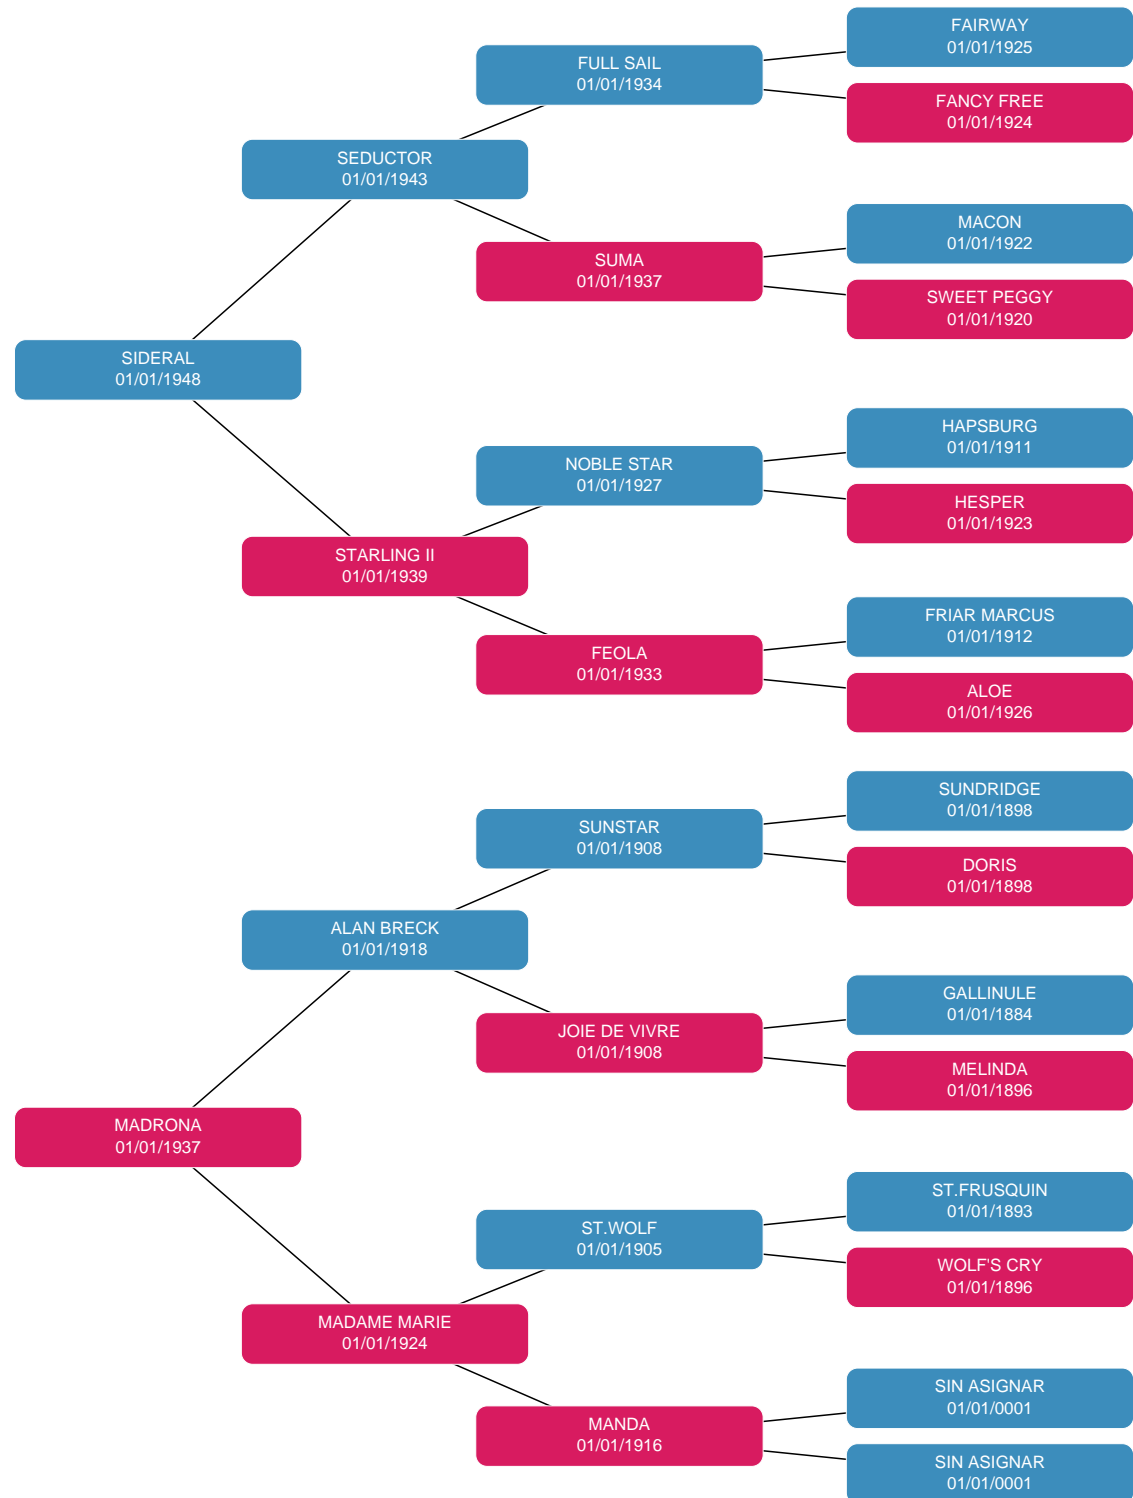 FAIRWAY
01/01/1925
FULL SAIL
01/01/1934
FANCY FREE
01/01/1924
SEDUCTOR
01/01/1943
MACON
01/01/1922
SUMA
01/01/1937
SWEET PEGGY
01/01/1920
SIDERAL
01/01/1948
HAPSBURG
01/01/1911
NOBLE STAR
01/01/1927
HESPER
01/01/1923
STARLING II
01/01/1939
FRIAR MARCUS
01/01/1912
FEOLA
01/01/1933
ALOE
01/01/1926
SUNDRIDGE
01/01/1898
SUNSTAR
01/01/1908
DORIS
01/01/1898
ALAN BRECK
01/01/1918
GALLINULE
01/01/1884
JOIE DE VIVRE
01/01/1908
MELINDA
01/01/1896
MADRONA
01/01/1937
ST.FRUSQUIN
01/01/1893
ST.WOLF
01/01/1905
WOLF'S CRY
01/01/1896
MADAME MARIE
01/01/1924
SIN ASIGNAR
01/01/0001
MANDA
01/01/1916
SIN ASIGNAR
01/01/0001